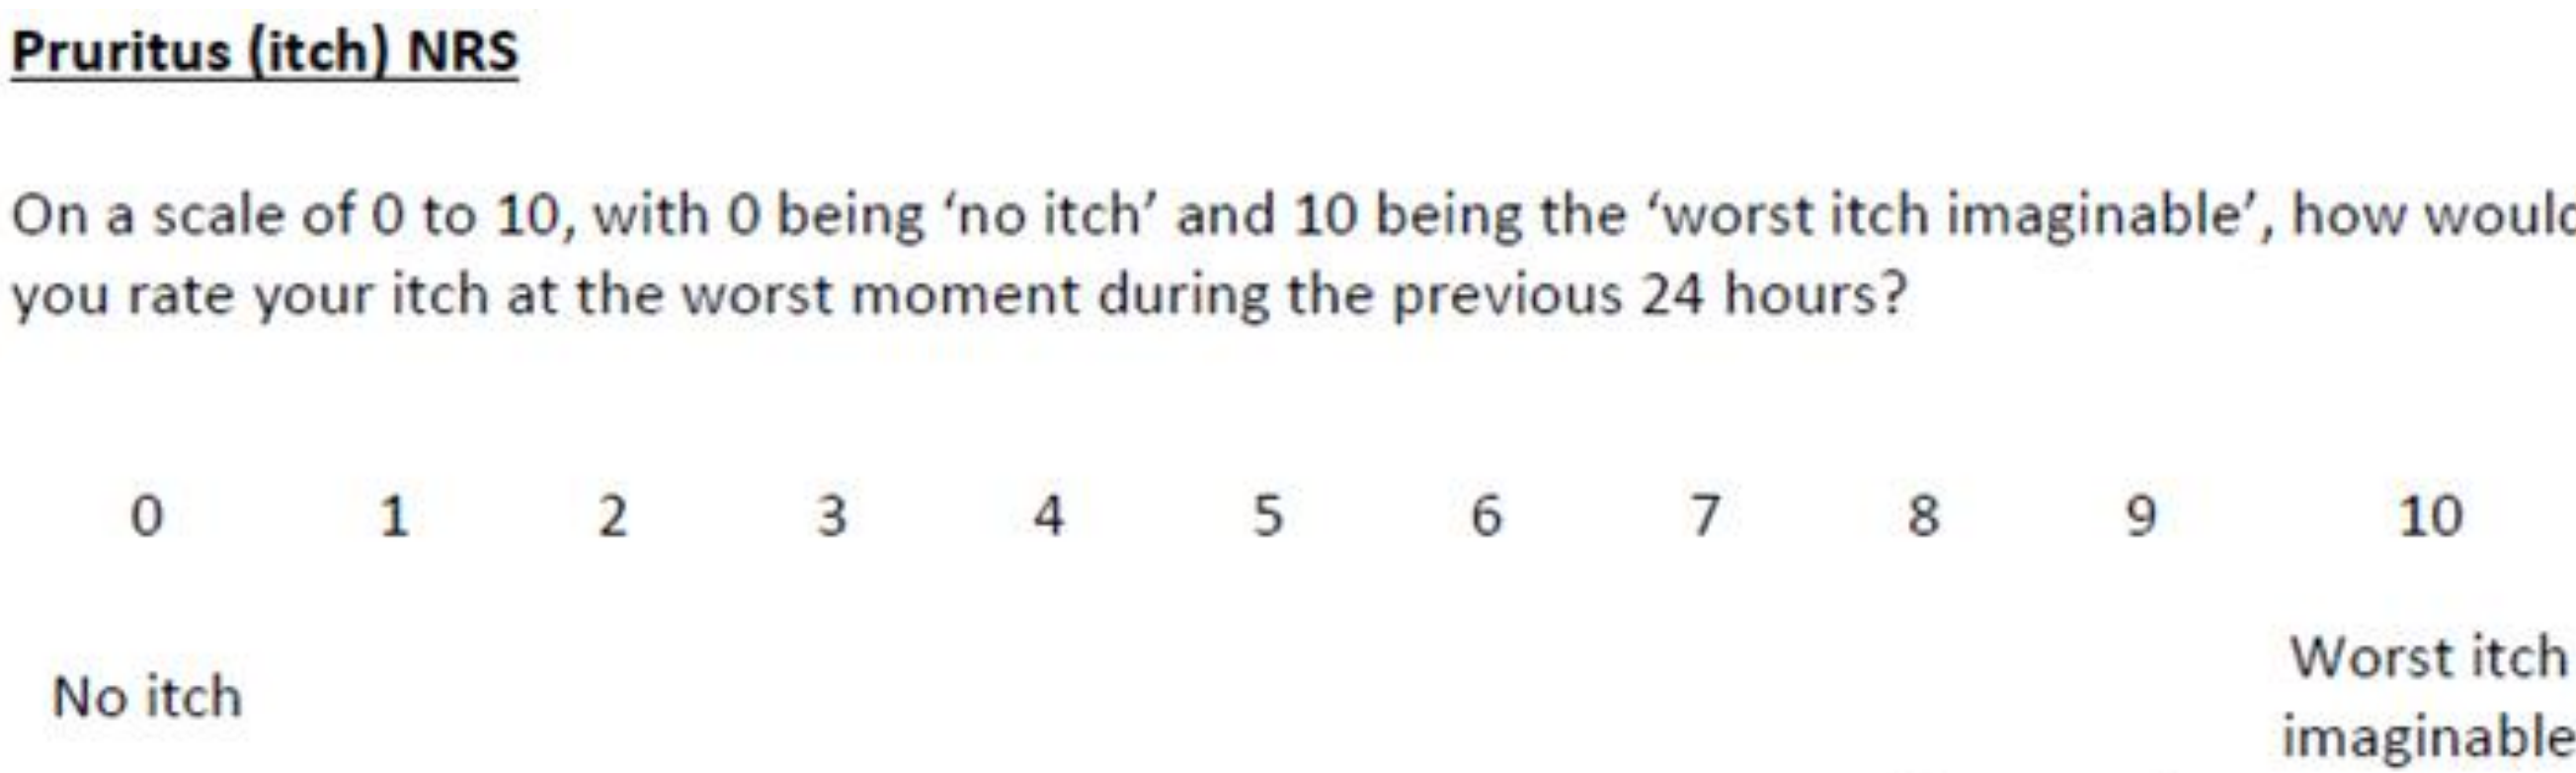 Pruritus (itch) NRS
On a scale of 0 to 10, with 0 being ‘no itch’ and 10 being the ‘worst itch imaginable’, how would
you rate your itch at the worst moment during the previous 24 hours?
0 1 2 3 4 5 6 7 8 9 10
No itch
Worst itch
imaginable